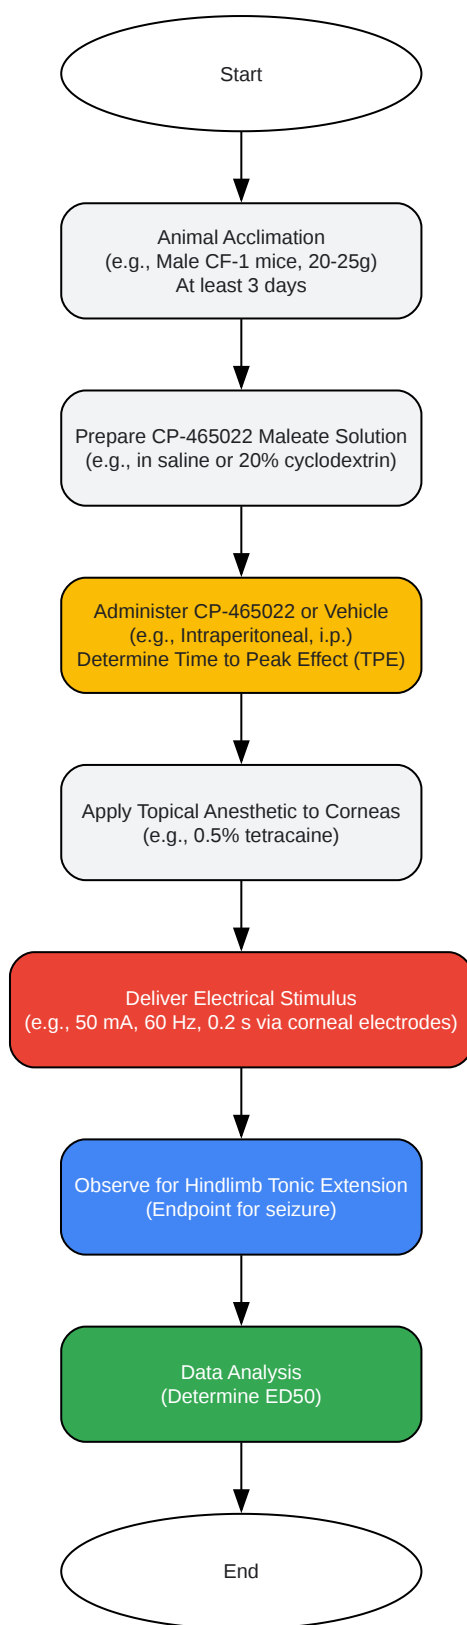 Start
Animal Acclimation
(e.g., Male CF-1 mice, 20-25g)
At least 3 days
Prepare CP-465022 Maleate Solution
(e.g., in saline or 20% cyclodextrin)
Administer CP-465022 or Vehicle
(e.g., Intraperitoneal, i.p.)
Determine Time to Peak Effect (TPE)
Apply Topical Anesthetic to Corneas
(e.g., 0.5% tetracaine)
Deliver Electrical Stimulus
(e.g., 50 mA, 60 Hz, 0.2 s via corneal electrodes)
Observe for Hindlimb Tonic Extension
(Endpoint for seizure)
Data Analysis
(Determine ED50)
End